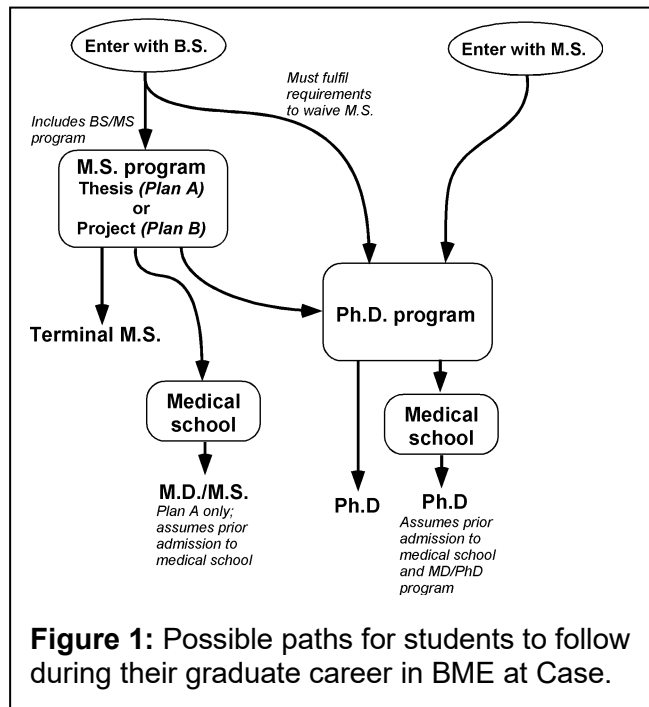 Enter with B.S.
Enter with M.S.
Must fulfil
requirements
to waive M.S.
Includes BS/MS
program
M.S. program
Thesis (Plan A)
or
Project (Plan B)
Ph.D. program
Terminal M.S.
Medical
school
Medical
school
M.D./M.S.
Plan A only;
assumes prior
admission to
medical school
Ph.D
Ph.D
Assumes prior
admission to
medical school
and MD/PhD
program
Figure 1: Possible paths for students to follow
during their graduate career in BME at Case.